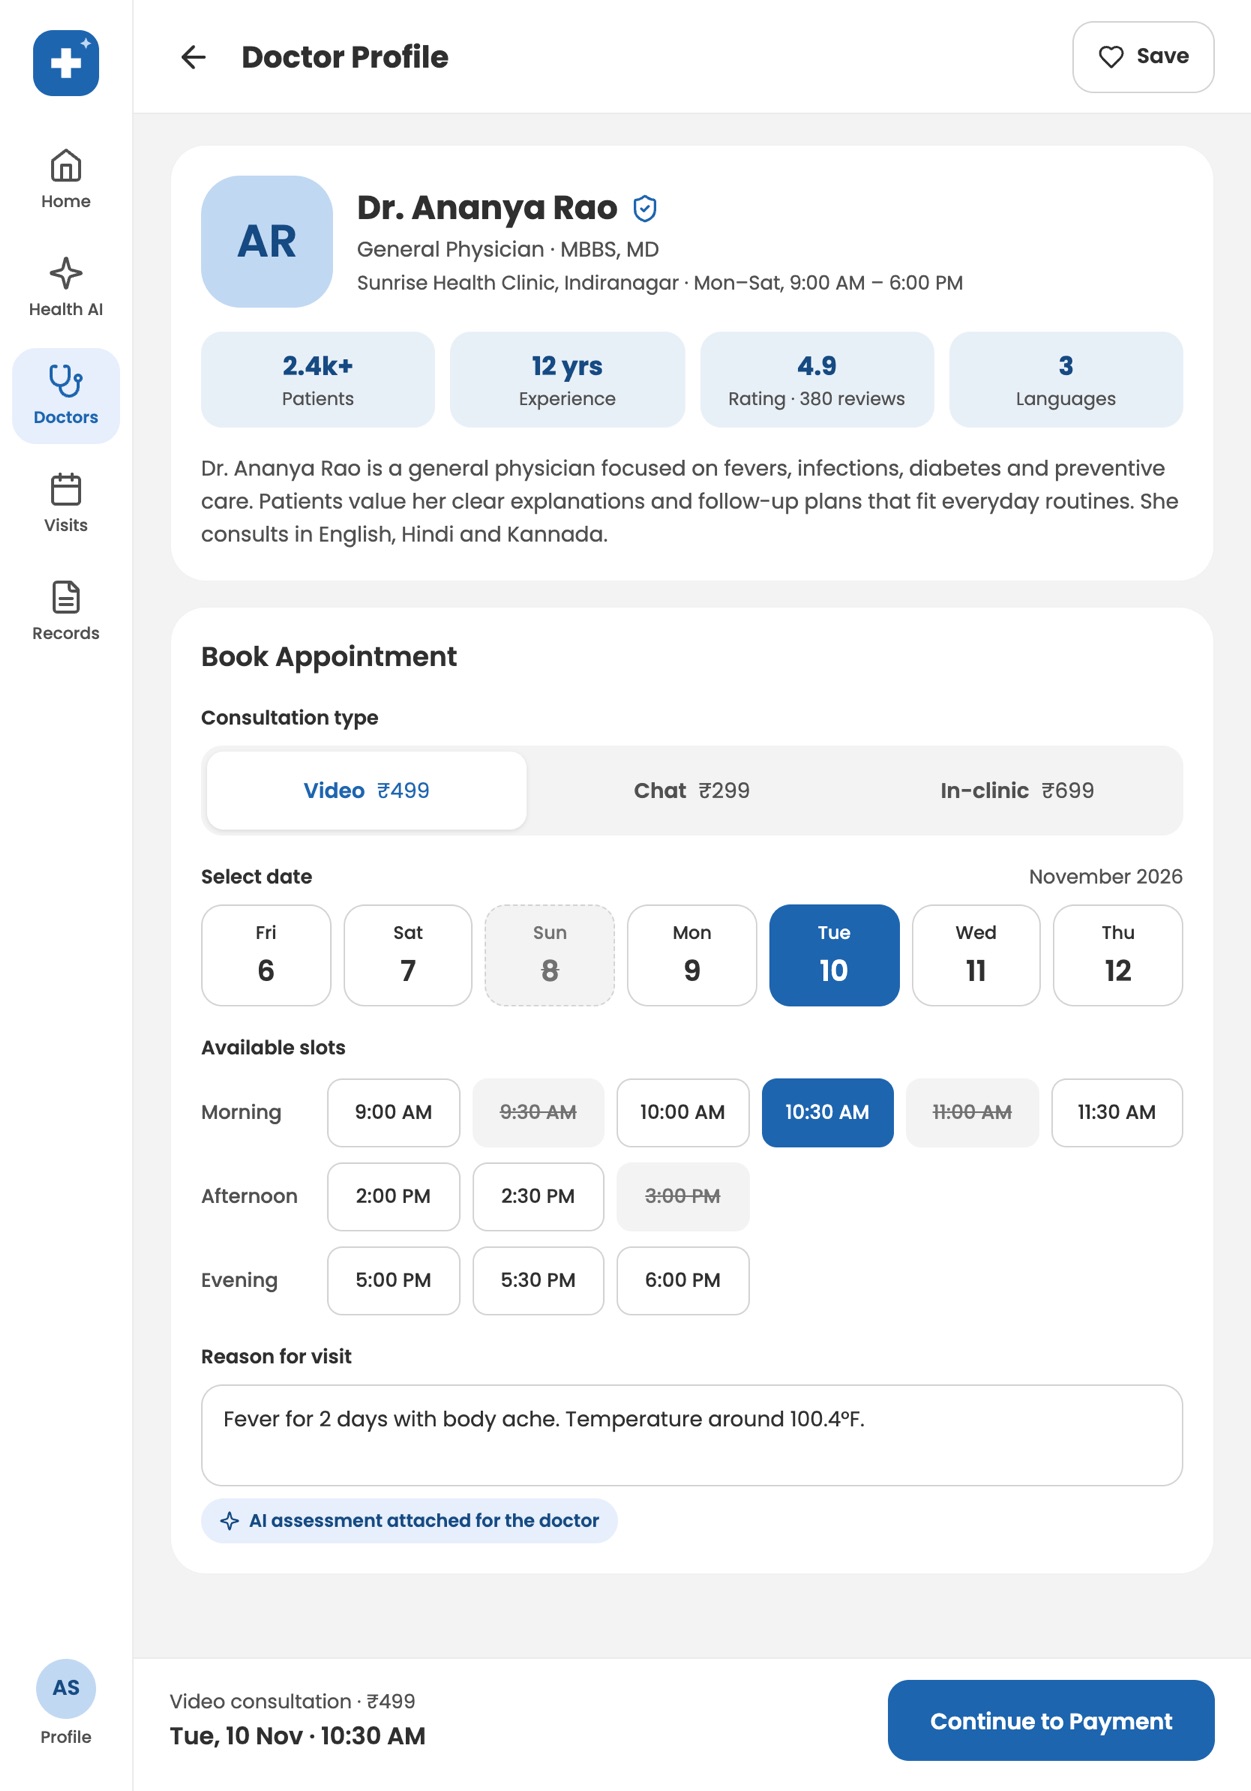 Doctor Profile
Save
Home
Health AI
Doctors
Visits
Records
AS
Profile
AR
Dr. Ananya Rao
General Physician · MBBS, MD
Sunrise Health Clinic, Indiranagar · Mon–Sat, 9:00 AM – 6:00 PM
2.4k+
Patients
12 yrs
Experience
4.9
Rating · 380 reviews
3
Languages
Dr. Ananya Rao is a general physician focused on fevers, infections, diabetes and preventive
care. Patients value her clear explanations and follow-up plans that fit everyday routines. She
consults in English, Hindi and Kannada.
Book Appointment
Consultation type
Video ₹499
Chat ₹299
In-clinic ₹699
Select date
November 2026
Fri
6
Sat
7
Sun
8
Mon
9
Tue
10
Wed
11
Thu
12
Available slots
Morning
9:00 AM
9:30 AM
10:00 AM
10:30 AM
11:00 AM
11:30 AM
Afternoon
2:00 PM
2:30 PM
3:00 PM
Evening
5:00 PM
5:30 PM
6:00 PM
Reason for visit
Fever for 2 days with body ache. Temperature around 100.4°F.
AI assessment attached for the doctor
Video consultation · ₹499
Tue, 10 Nov · 10:30 AM
Continue to Payment